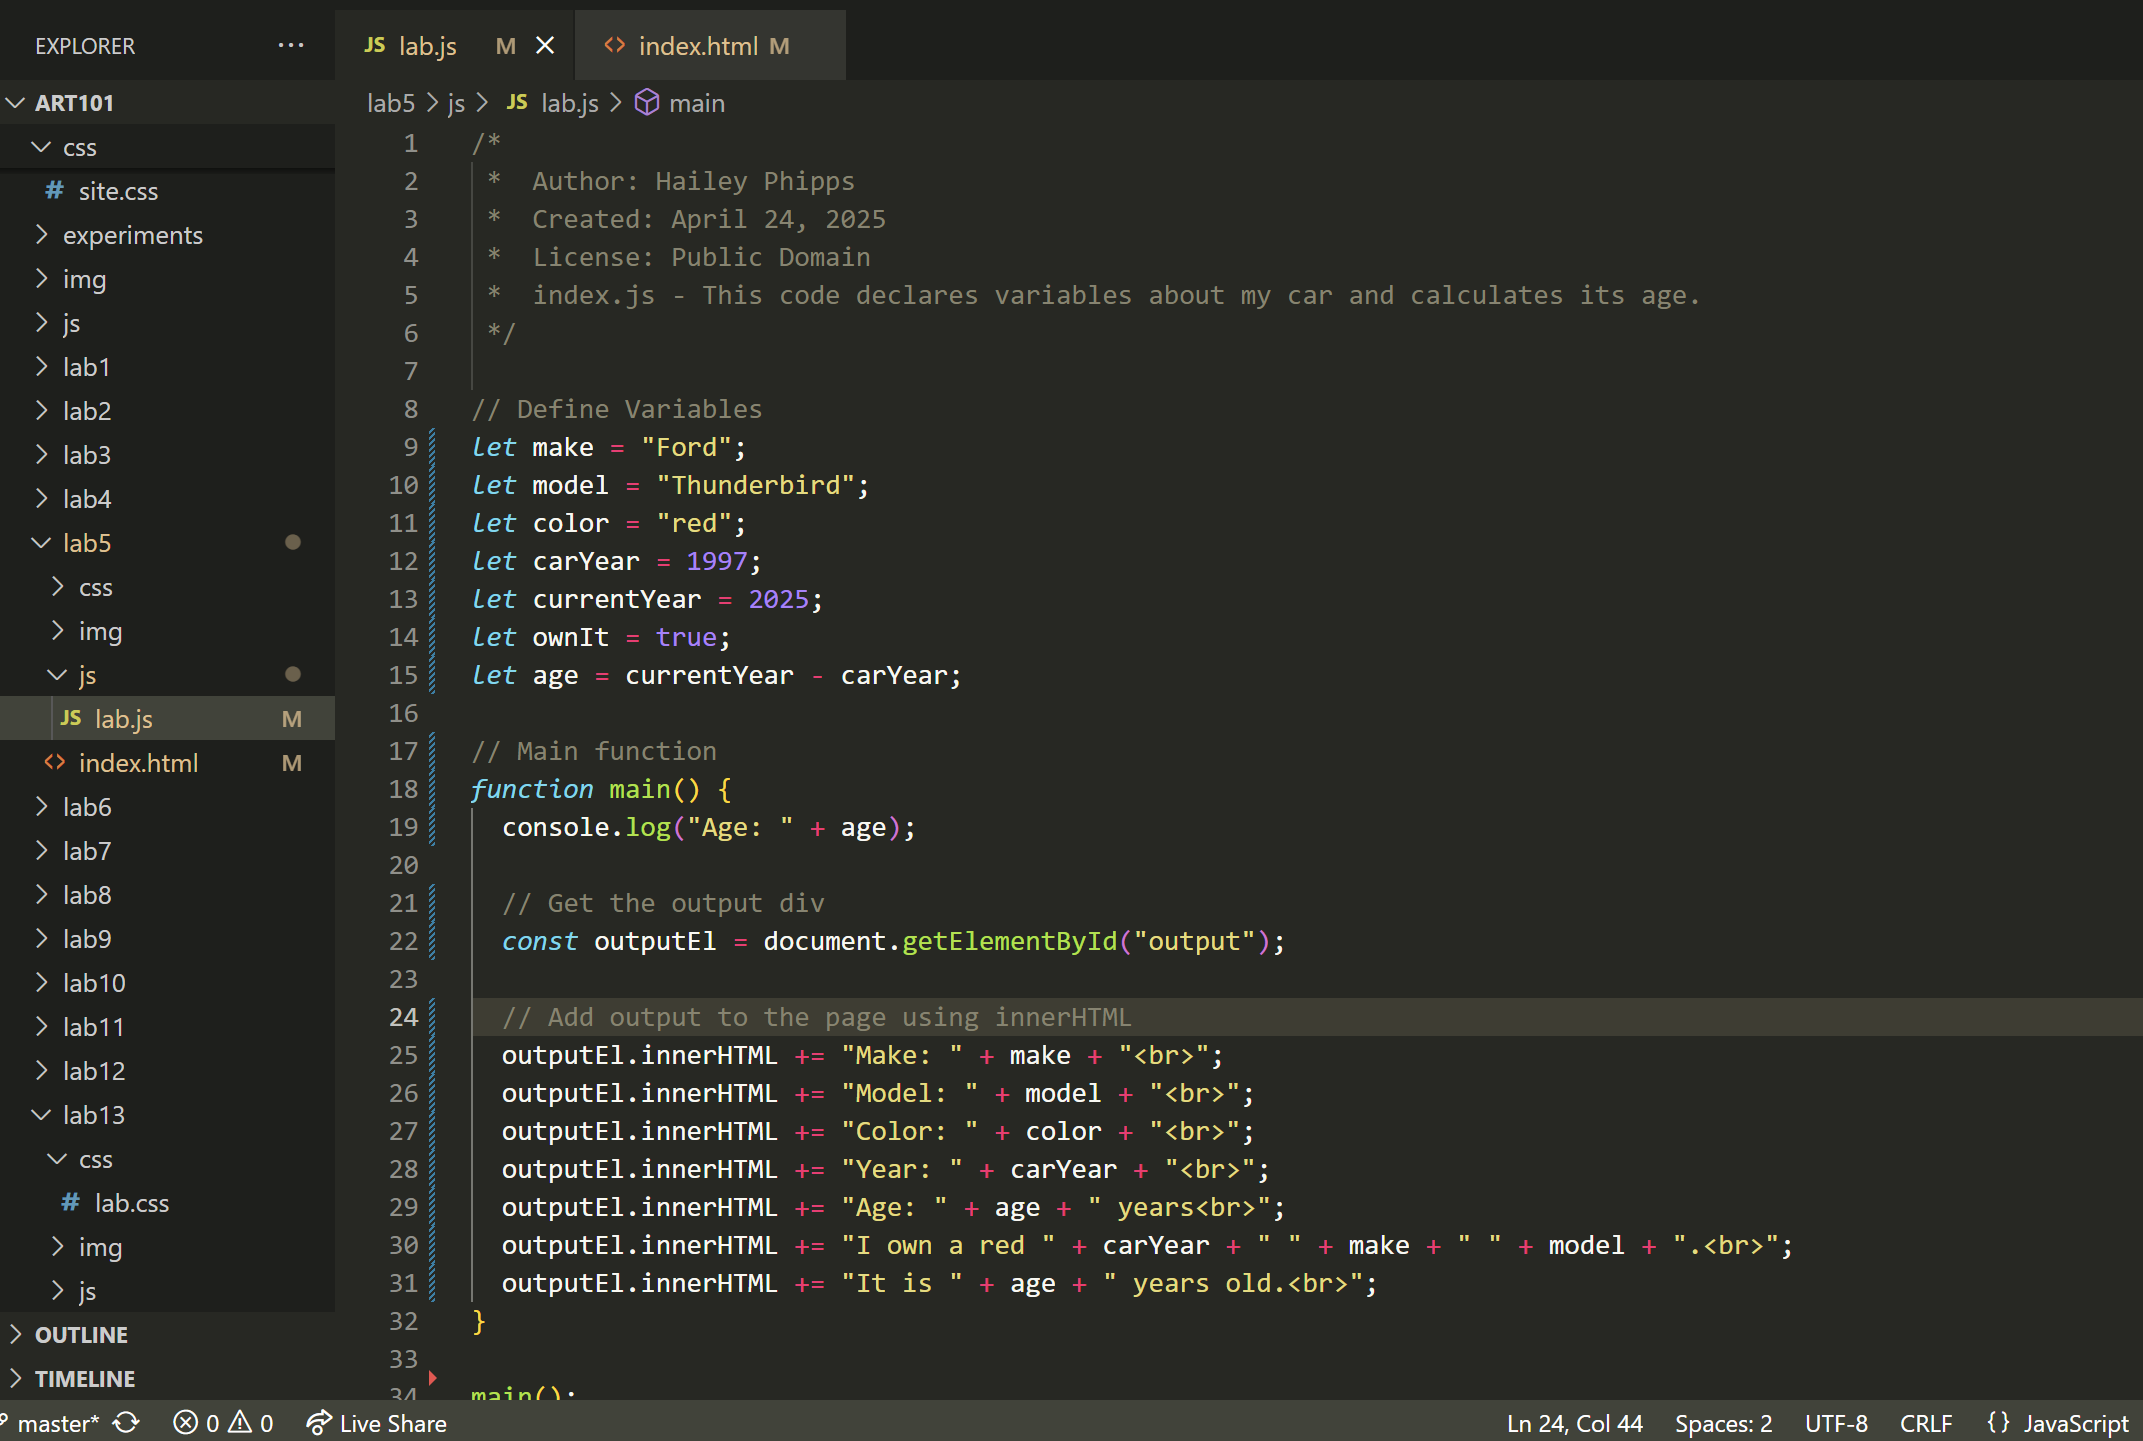 EXPLORER ...
ART101
css
# site.css
experiments
img
js
lab1
lab2
lab3
lab4
lab5
css
img
js
JS lab.js M
<> index.html M
lab6
lab7
lab8
lab9
lab10
lab11
lab12
lab13
css
# lab.css
img
js
OUTLINE
TIMELINE
JS lab.js M
<> index.html M
lab5 > js > JS lab.js > main
1 /*
2  *  Author: Hailey Phipps
3  *  Created: April 24, 2025
4  *  License: Public Domain
5  *  index.js - This code declares variables about my car and calculates its age.
6  */
7
8 // Define Variables
9 let make = "Ford";
10 let model = "Thunderbird";
11 let color = "red";
12 let carYear = 1997;
13 let currentYear = 2025;
14 let ownIt = true;
15 let age = currentYear - carYear;
16
17 // Main function
18 function main() {
19   console.log("Age: " + age);
20
21   // Get the output div
22   const outputEl = document.getElementById("output");
23
24   // Add output to the page using innerHTML
25   outputEl.innerHTML += "Make: " + make + "<br>";
26   outputEl.innerHTML += "Model: " + model + "<br>";
27   outputEl.innerHTML += "Color: " + color + "<br>";
28   outputEl.innerHTML += "Year: " + carYear + "<br>";
29   outputEl.innerHTML += "Age: " + age + " years<br>";
30   outputEl.innerHTML += "I own a red " + carYear + " " + make + " " + model + ".<br>";
31   outputEl.innerHTML += "It is " + age + " years old.<br>";
32 }
33
34 main();
master* 0 0 Live Share Ln 24, Col 44 Spaces: 2 UTF-8 CRLF {} JavaScript